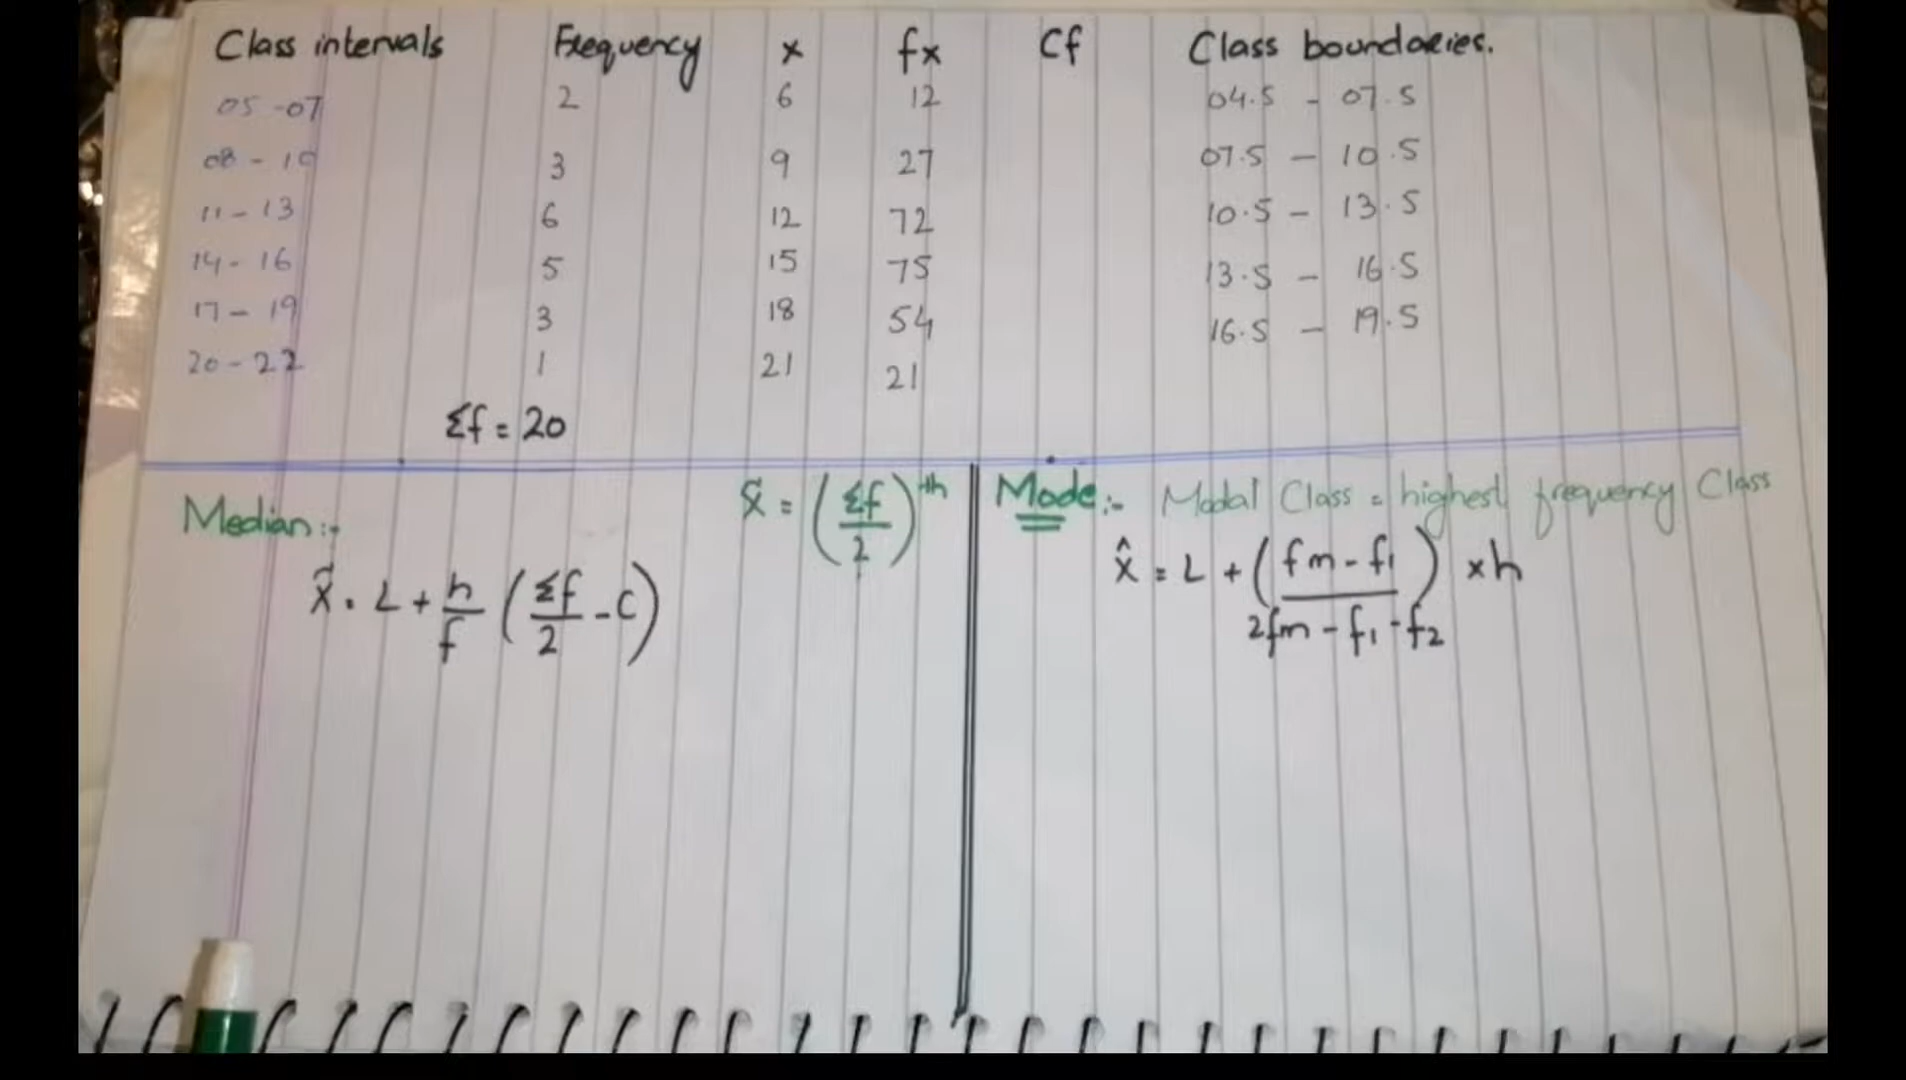 Class intervals Frequency x fx Cf Class boundaries.
05-07 2 6 12 04.5 - 07.5
08-10 3 9 27 07.5 - 10.5
11-13 6 12 72 10.5 - 13.5
14-16 5 15 75 13.5 - 16.5
17-19 3 18 54 16.5 - 19.5
20-22 1 21 21
Σf = 20
Median:- x̃ = (Σf/2)th
x̃ = L + h/f (Σf/2 - C)
Mode:- Modal Class = highest frequency Class
x̂ = L + (fm - f₁ / 2fm - f₁ - f₂) × h